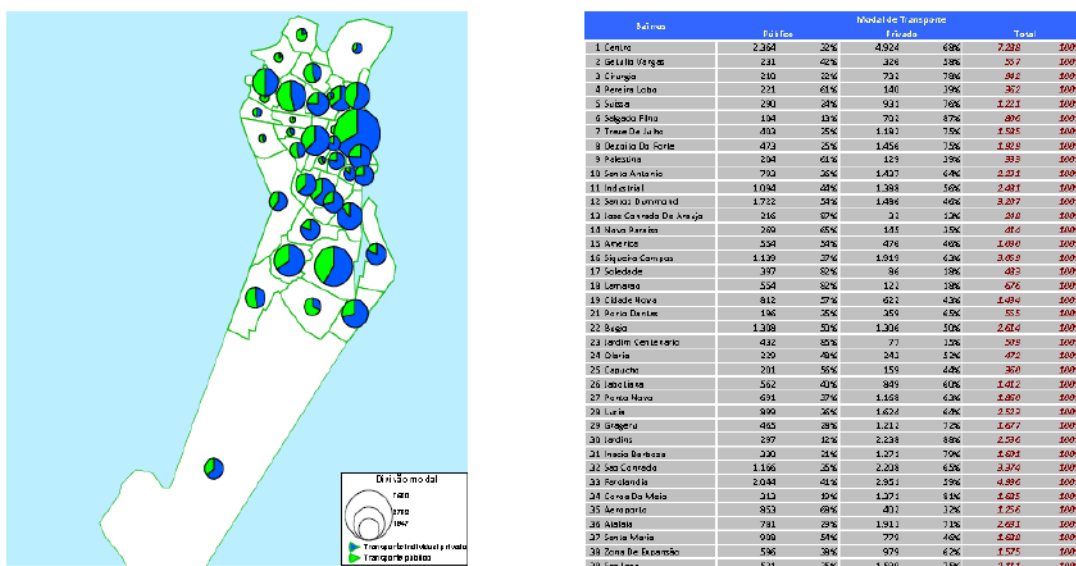 Divisão modal
Transporte individual privado
Transporte público
Bairros Modal de Transporte
Público Privado Total
1 Centro 2.364 32% 4.924 68% 7.288 100%
2 Getulio Vargas 231 42% 326 58% 557 100%
3 Cirurgia 210 22% 732 78% 942 100%
4 Pereira Lobo 221 61% 140 39% 362 100%
5 Suissa 290 24% 931 76% 1.221 100%
6 Salgado Filho 104 13% 702 87% 806 100%
7 Treze De Julho 403 25% 1.192 75% 1.595 100%
8 Dezoito Do Forte 473 25% 1.456 75% 1.929 100%
9 Palestina 204 61% 129 39% 333 100%
10 Santo Antonio 793 36% 1.437 64% 2.231 100%
11 Industrial 1.094 44% 1.388 56% 2.481 100%
12 Santos Dummond 1.722 54% 1.486 46% 3.207 100%
13 Jose Conrado De Araujo 216 87% 32 13% 248 100%
14 Novo Paraiso 269 65% 145 35% 414 100%
15 America 554 54% 476 46% 1.030 100%
16 Siqueira Campos 1.139 37% 1.919 63% 3.058 100%
17 Soledade 397 82% 86 18% 483 100%
18 Lamarao 554 82% 122 18% 676 100%
19 Cidade Nova 812 57% 622 43% 1.434 100%
21 Porto Dantas 196 35% 359 65% 555 100%
22 Bugio 1.308 50% 1.306 50% 2.614 100%
23 Jardim Centenario 432 85% 77 15% 509 100%
24 Olaria 229 48% 243 52% 472 100%
25 Capucho 201 56% 159 44% 360 100%
26 Jabotiana 562 40% 849 60% 1.412 100%
27 Ponto Novo 691 37% 1.168 63% 1.860 100%
28 Luzia 899 36% 1.624 64% 2.523 100%
29 Grageru 465 28% 1.212 72% 1.677 100%
30 Jardins 297 12% 2.238 88% 2.536 100%
31 Inacio Barbosa 330 21% 1.271 79% 1.601 100%
32 Sao Conrado 1.166 35% 2.208 65% 3.374 100%
33 Farolandia 2.044 41% 2.951 59% 4.996 100%
34 Coroa Do Meio 313 19% 1.371 81% 1.685 100%
35 Aeroporto 853 68% 402 32% 1.256 100%
36 Atalaia 781 29% 1.911 71% 2.691 100%
37 Santa Maria 908 54% 779 46% 1.688 100%
38 Zona De Expansão 596 38% 979 62% 1.575 100%